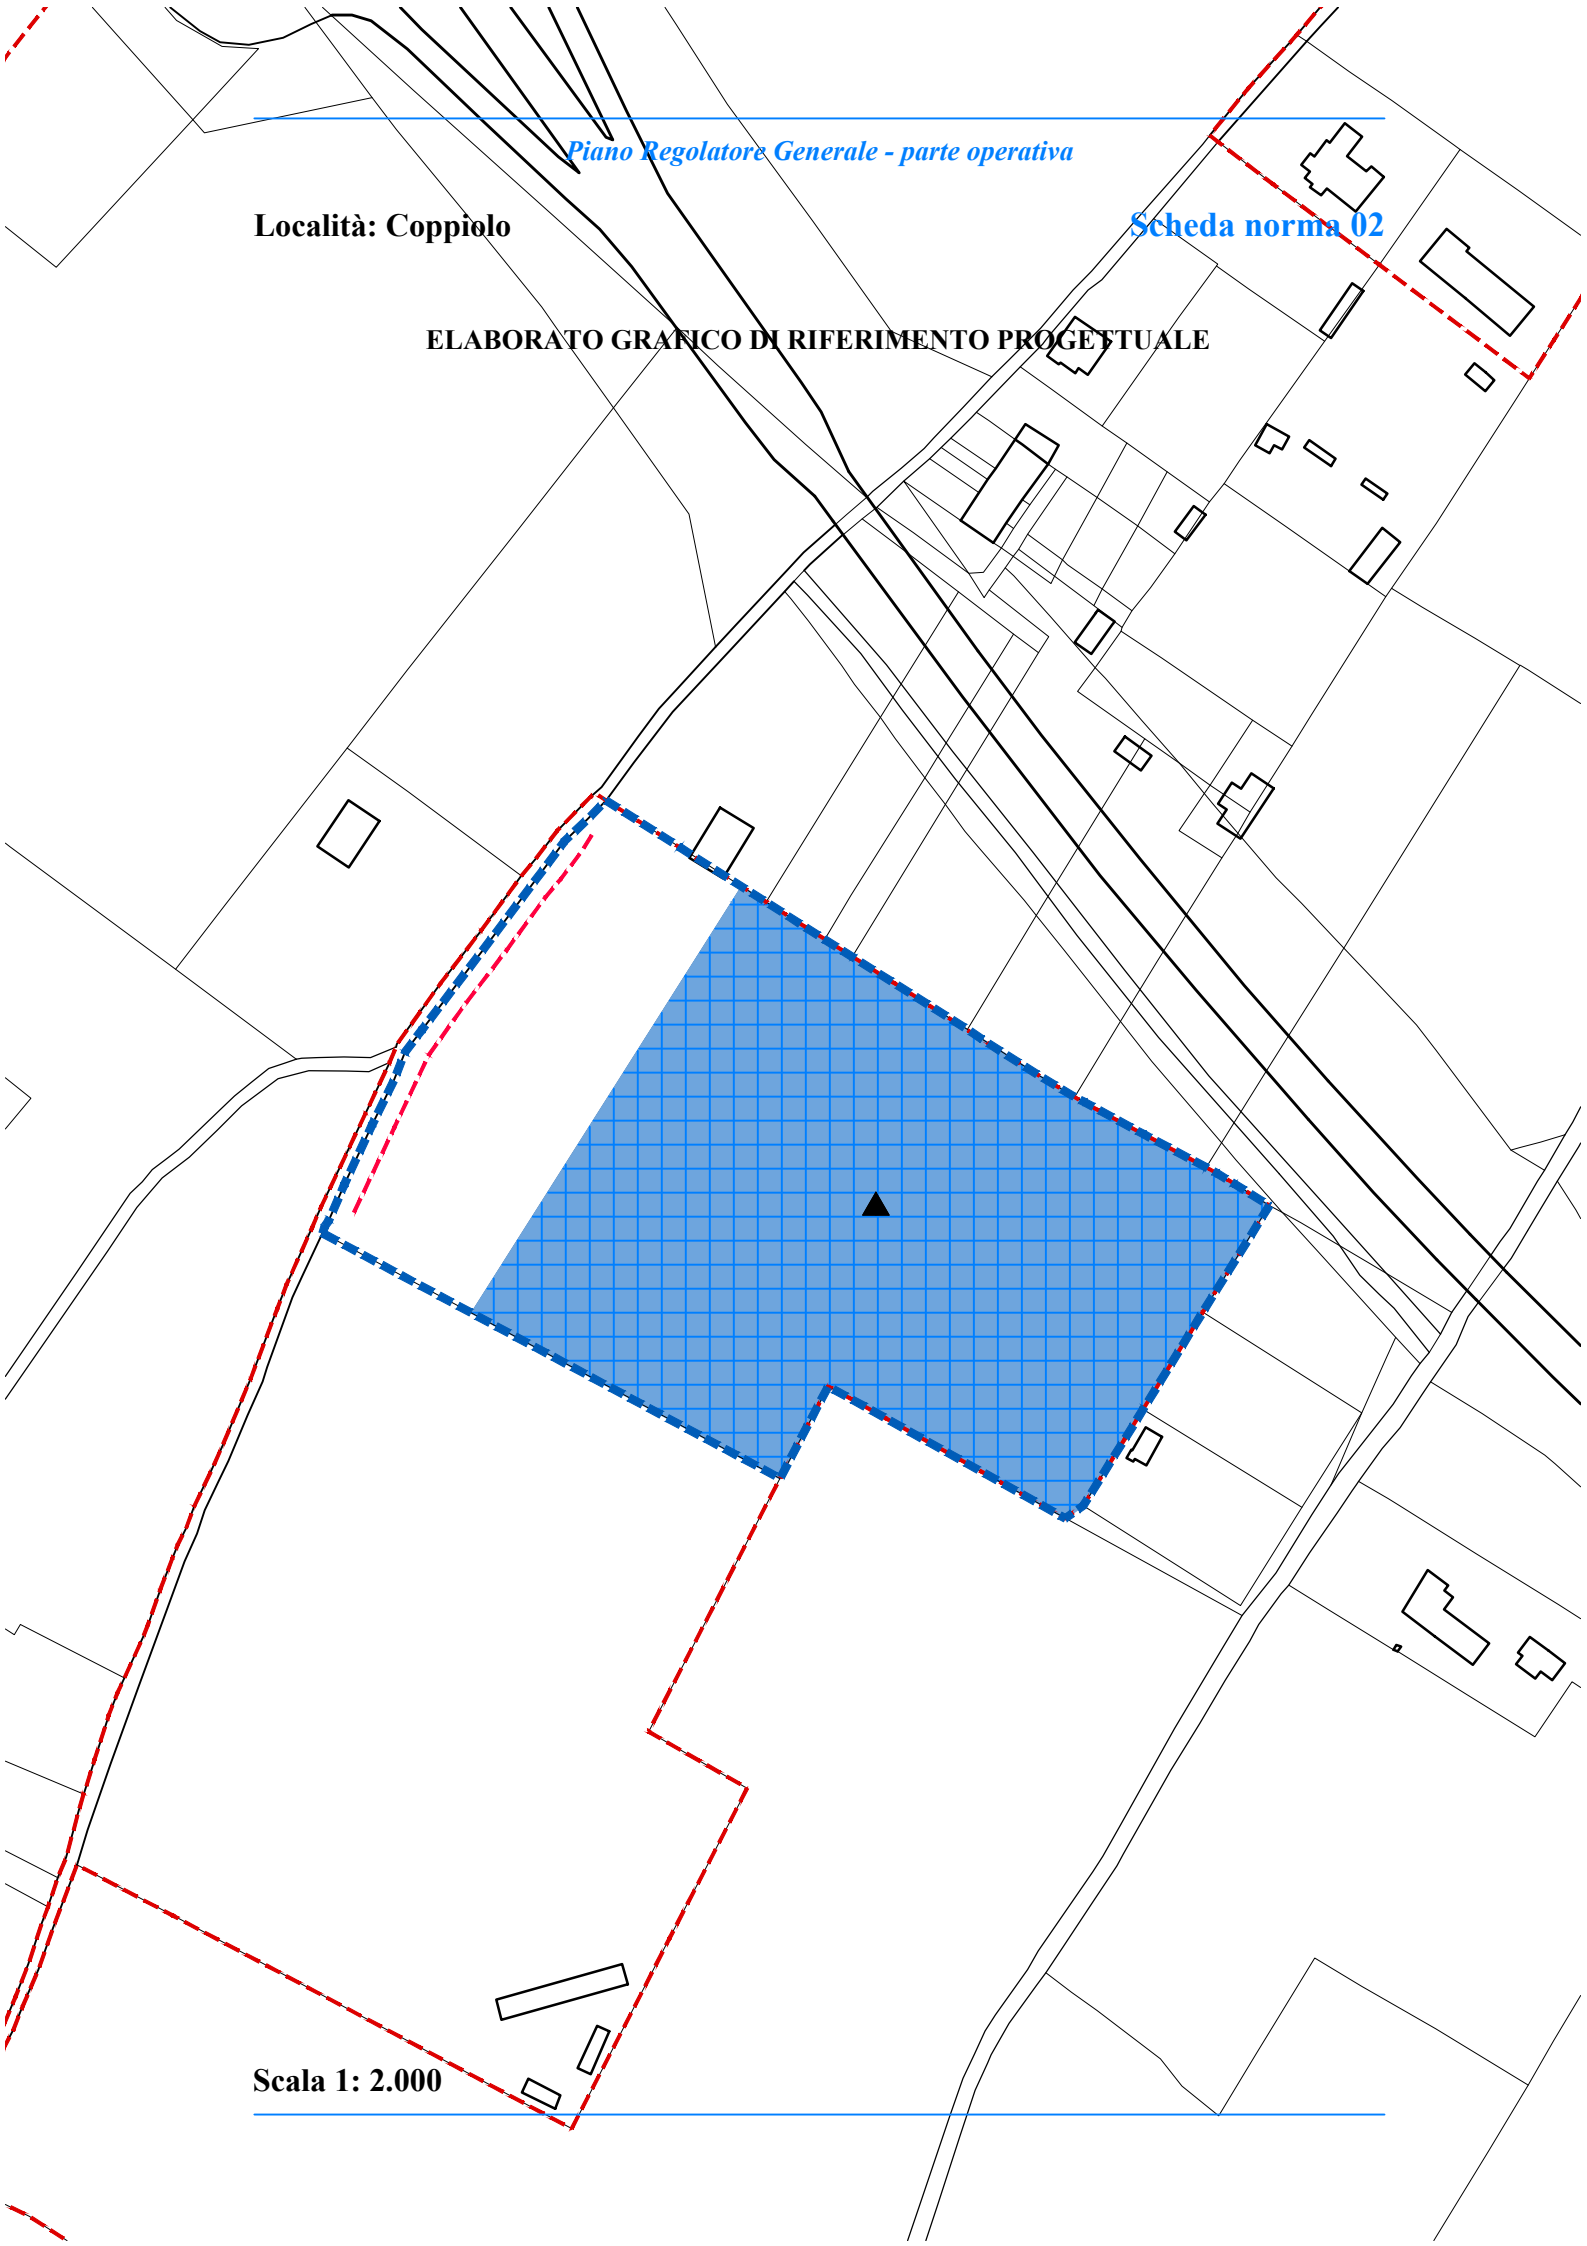 Piano Regolatore Generale - parte operativa
Località: Coppiolo
Scheda norma 02
ELABORATO GRAFICO DI RIFERIMENTO PROGETTUALE
Scala 1: 2.000